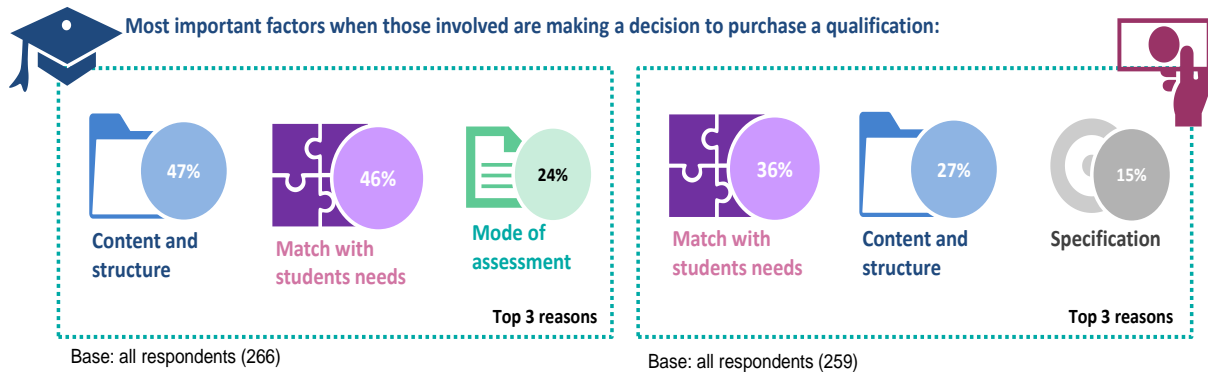 Most important factors when those involved are making a decision to purchase a qualification:
47%
Content and
structure
46%
Match with
students needs
24%
Mode of
assessment
Top 3 reasons
Base: all respondents (266)
36%
Match with
students needs
27%
Content and
structure
15%
Specification
Top 3 reasons
Base: all respondents (259)